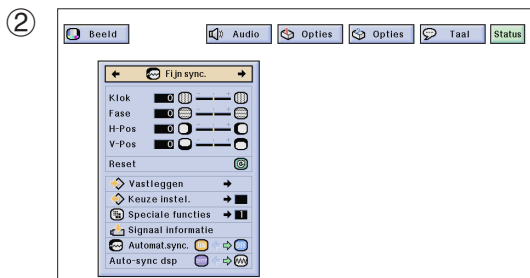 ②
Beeld Audio Opties Opties Taal Status
Fijn sync.
Klok 0
Fase 0
H-Pos 0
V-Pos 0
Reset
Vastleggen
Keuze instel.
Speciale functies 1
Signaal informatie
Automat.sync.
Auto-sync dsp